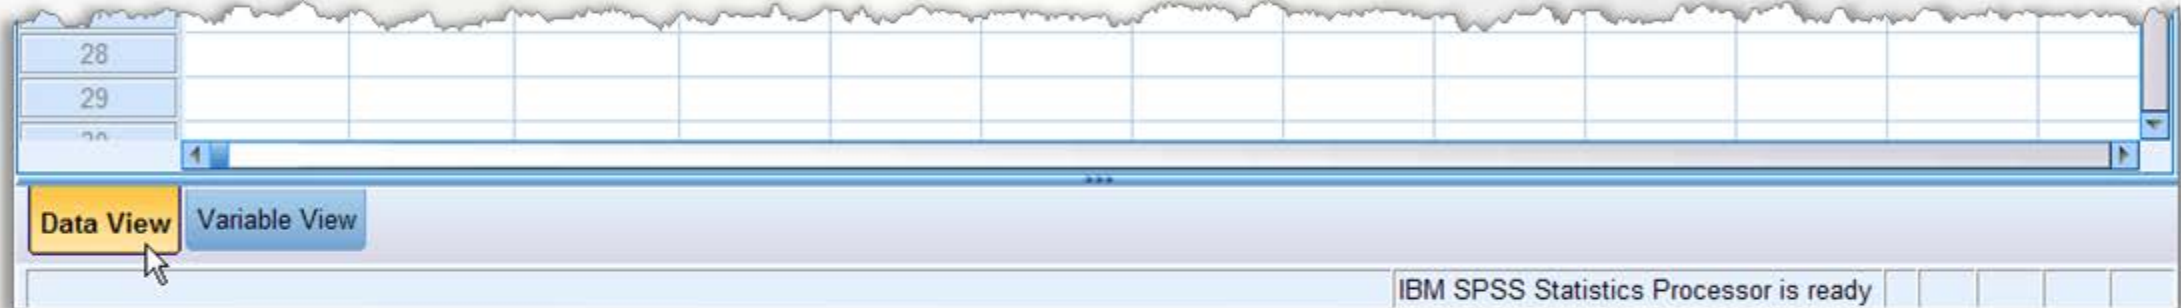 28
29
Data View
Variable View
IBM SPSS Statistics Processor is ready